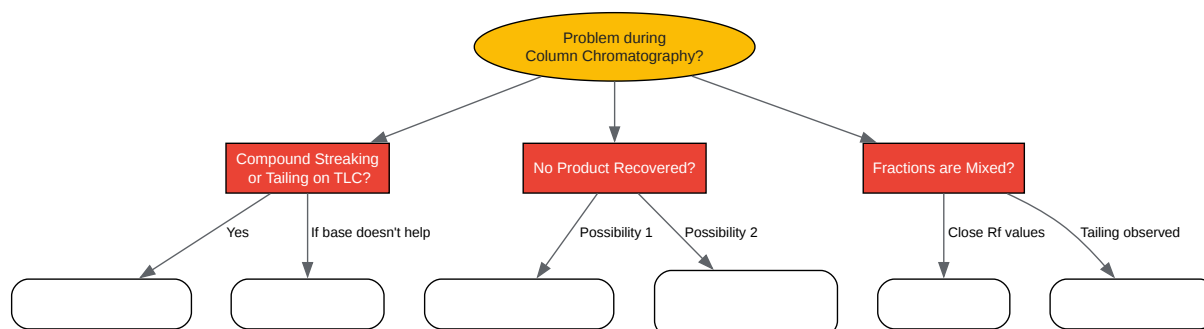 Problem during
Column Chromatography?
Compound Streaking
or Tailing on TLC?
No Product Recovered?
Fractions are Mixed?
Yes
If base doesn't help
Possibility 1
Possibility 2
Close Rf values
Tailing observed